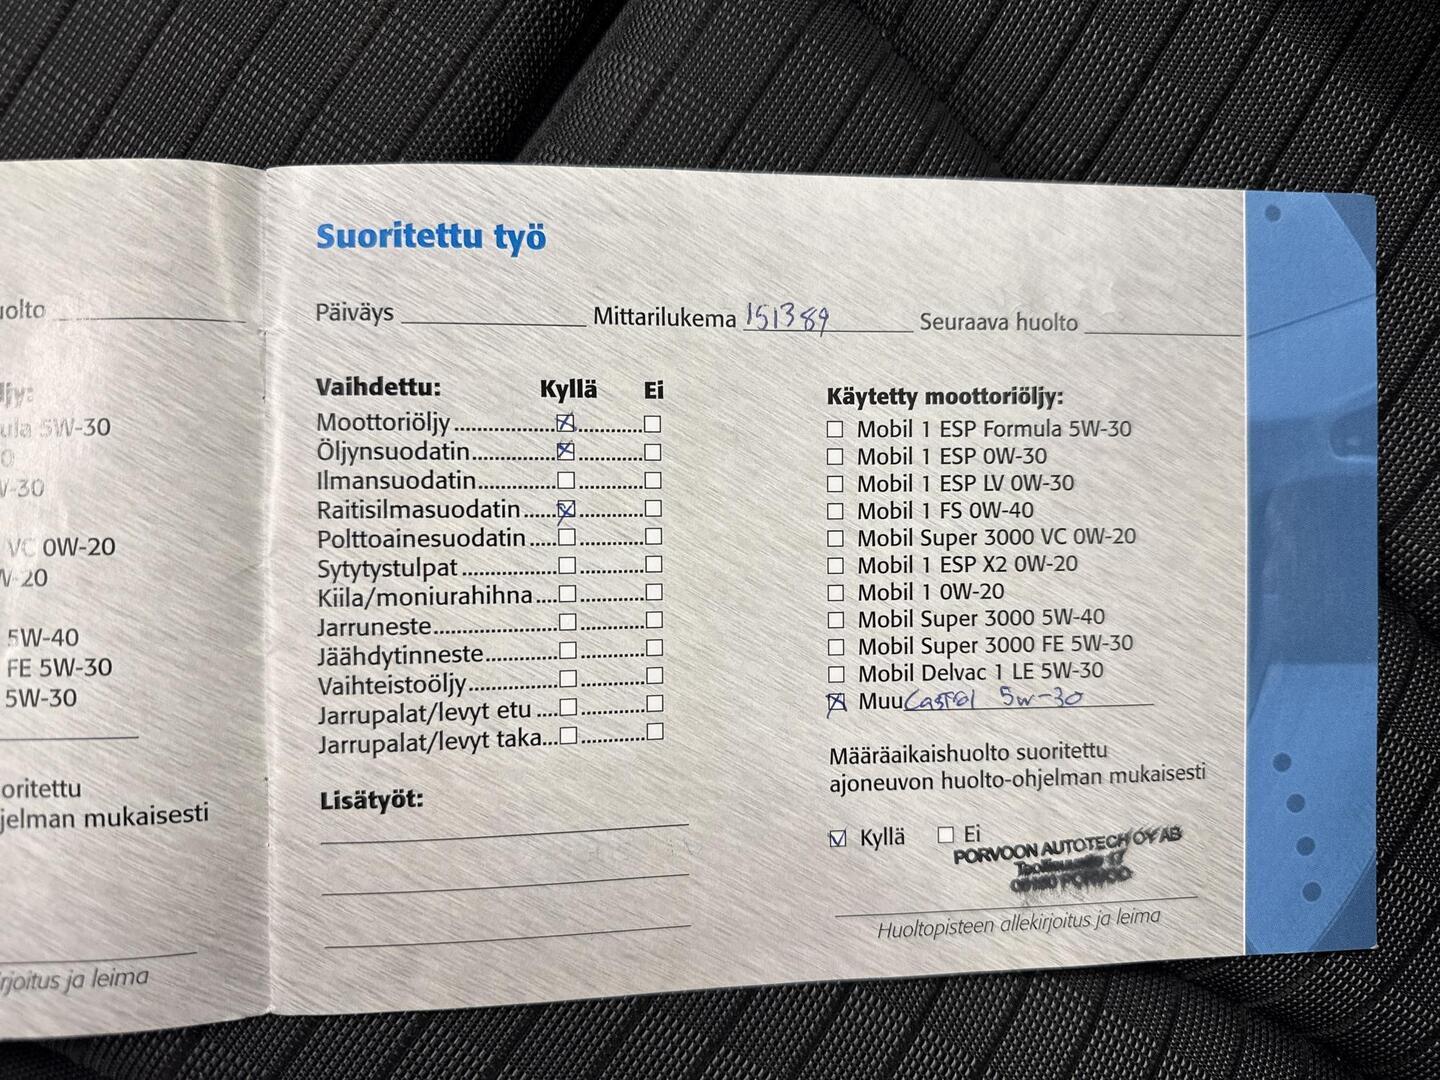 uolto
5W-30
-30
VC 0W-20
5W-40
FE 5W-30
5W-30
oritettu
jelman mukaisesti
rjoitus ja leima
Suoritettu työ
Päiväys Mittarilukema 151389 Seuraava huolto
Vaihdettu: Kyllä Ei
Moottoriöljy
Öljynsuodatin
Ilmansuodatin
Raitisilmasuodatin
Polttoainesuodatin
Sytytystulpat
Kiila/moniurahihna
Jarruneste
Jäähdytinneste
Vaihteistoöljy
Jarrupalat/levyt etu
Jarrupalat/levyt taka
Lisätyöt:
Käytetty moottoriöljy:
Mobil 1 ESP Formula 5W-30
Mobil 1 ESP 0W-30
Mobil 1 ESP LV 0W-30
Mobil 1 FS 0W-40
Mobil Super 3000 VC 0W-20
Mobil 1 ESP X2 0W-20
Mobil 1 0W-20
Mobil Super 3000 5W-40
Mobil Super 3000 FE 5W-30
Mobil Delvac 1 LE 5W-30
Muu Castrol 5w-30
Määräaikaishuolto suoritettu
ajoneuvon huolto-ohjelman mukaisesti
Kyllä Ei
PORVOON AUTOTECH OY AB
PORVOO
Huoltopisteen allekirjoitus ja leima